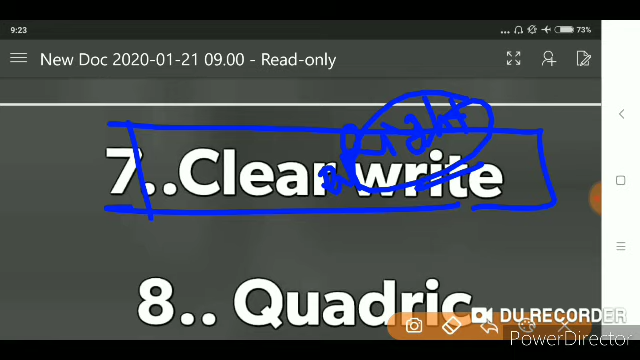 9:23
73%
New Doc 2020-01-21 09.00 - Read-only
Right
7..Clear write
8.. Quadric
DU RECORDER
PowerDirector